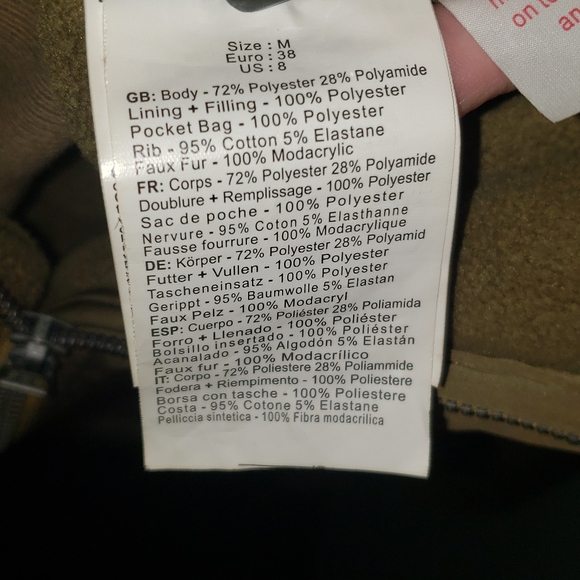 Size : M
Euro : 38
US : 8
GB: Body - 72% Polyester 28% Polyamide
Lining + Filling - 100% Polyester
Pocket Bag - 100% Polyester
Rib - 95% Cotton 5% Elastane
Faux Fur - 100% Modacrylic
FR: Corps - 72% Polyester 28% Polyamide
Doublure + Remplissage - 100% Polyester
Sac de poche - 100% Polyester
Nervure - 95% Coton 5% Elasthanne
Fausse fourrure - 100% Modacrylique
DE: Körper - 72% Polyester 28% Polyamid
Futter + Vullen - 100% Polyester
Tascheneinsatz - 100% Polyester
Gerippt - 95% Baumwolle 5% Elastan
Faux Pelz - 100% Modacryl
ESP: Cuerpo - 72% Poliéster 28% Poliamida
Forro + Llenado - 100% Poliéster
Bolsillo insertado - 100% Poliéster
Acanalado - 95% Algodón 5% Elastán
Faux fur - 100% Modacrílico
IT: Corpo - 72% Poliestere 28% Poliammide
Fodera + Riempimento - 100% Poliestere
Borsa con tasche - 100% Poliestere
Costa - 95% Cotone 5% Elastane
Pelliccia sintetica - 100% Fibra modacrilica
on to
an